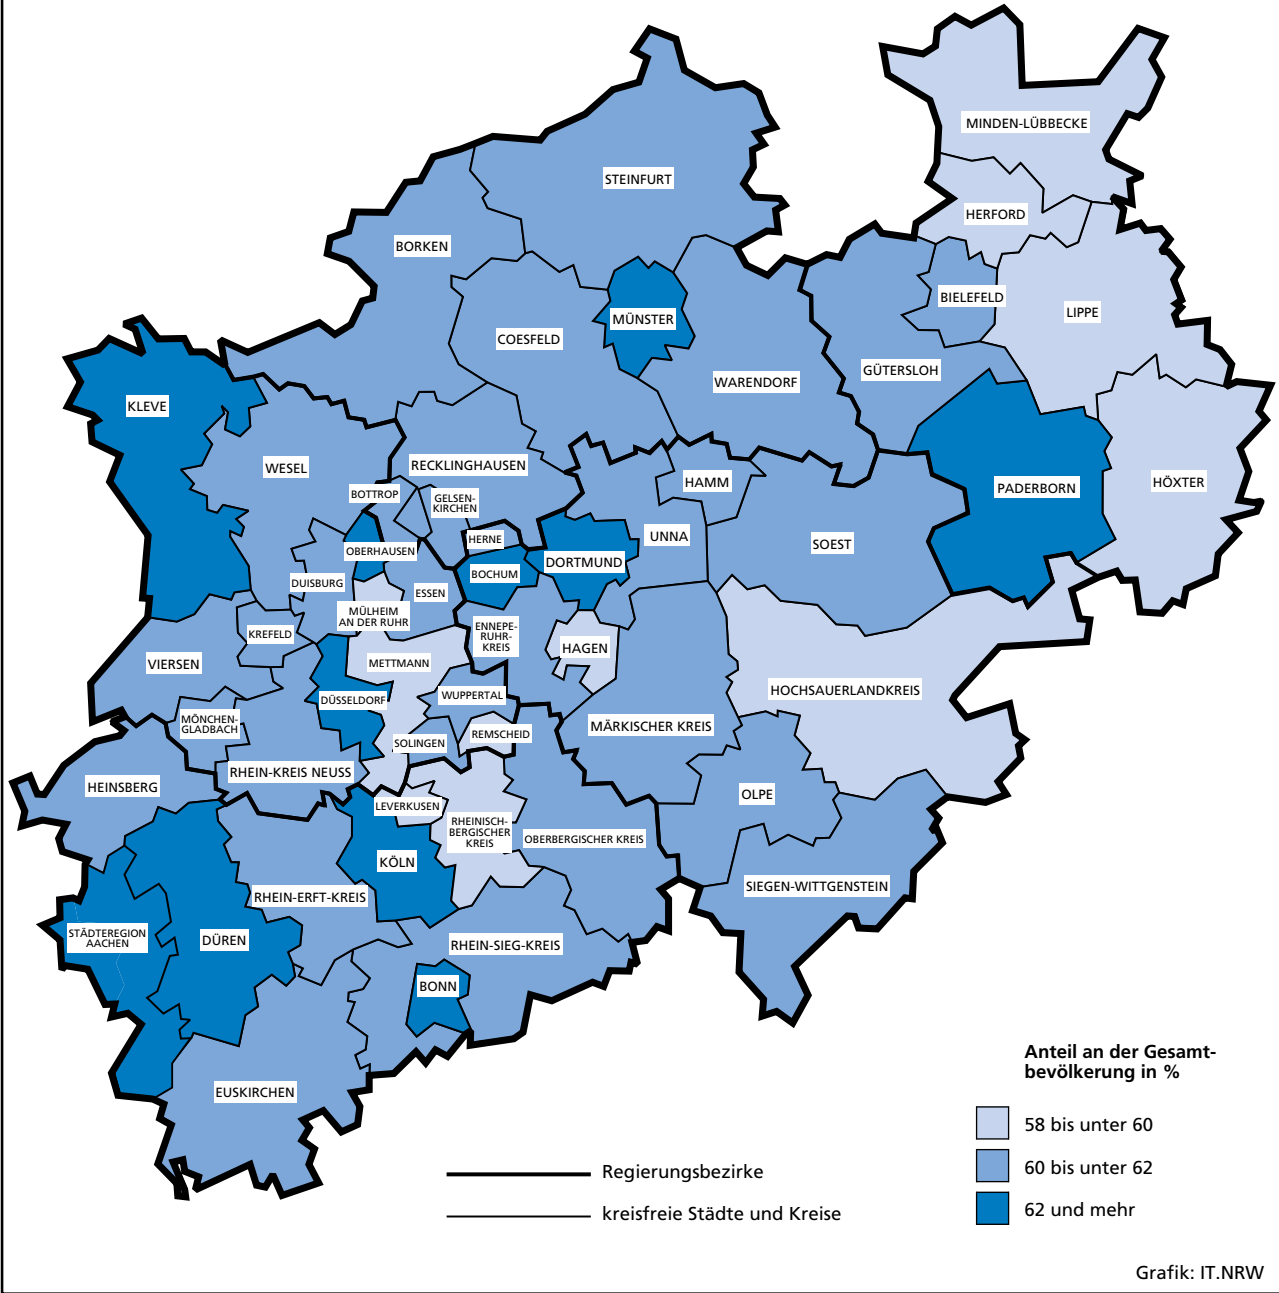 MINDEN-LÜBBECKE
STEINFURT
HERFORD
BORKEN
BIELEFELD
LIPPE
MÜNSTER
COESFELD
GÜTERSLOH
WARENDORF
KLEVE
RECKLINGHAUSEN
WESEL
HAMM
HÖXTER
PADERBORN
BOTTROP
GELSEN-
KIRCHEN
UNNA
HERNE
SOEST
OBERHAUSEN
DORTMUND
BOCHUM
DUISBURG
ESSEN
MÜLHEIM
AN DER RUHR
ENNEPE-
RUHR-
KREIS
KREFELD
HAGEN
VIERSEN
METTMANN
HOCHSAUERLANDKREIS
WUPPERTAL
DÜSSELDORF
MÖNCHEN-
GLADBACH
MÄRKISCHER KREIS
REMSCHEID
SOLINGEN
RHEIN-KREIS NEUSS
HEINSBERG
OLPE
LEVERKUSEN
RHEINISCH-
BERGISCHER
KREIS
OBERBERGISCHER KREIS
KÖLN
SIEGEN-WITTGENSTEIN
RHEIN-ERFT-KREIS
STÄDTEREGION
AACHEN
DÜREN
RHEIN-SIEG-KREIS
BONN
EUSKIRCHEN
Anteil an der Gesamt-
bevölkerung in %
58 bis unter 60
60 bis unter 62
62 und mehr
Regierungsbezirke
kreisfreie Städte und Kreise
Grafik: IT.NRW